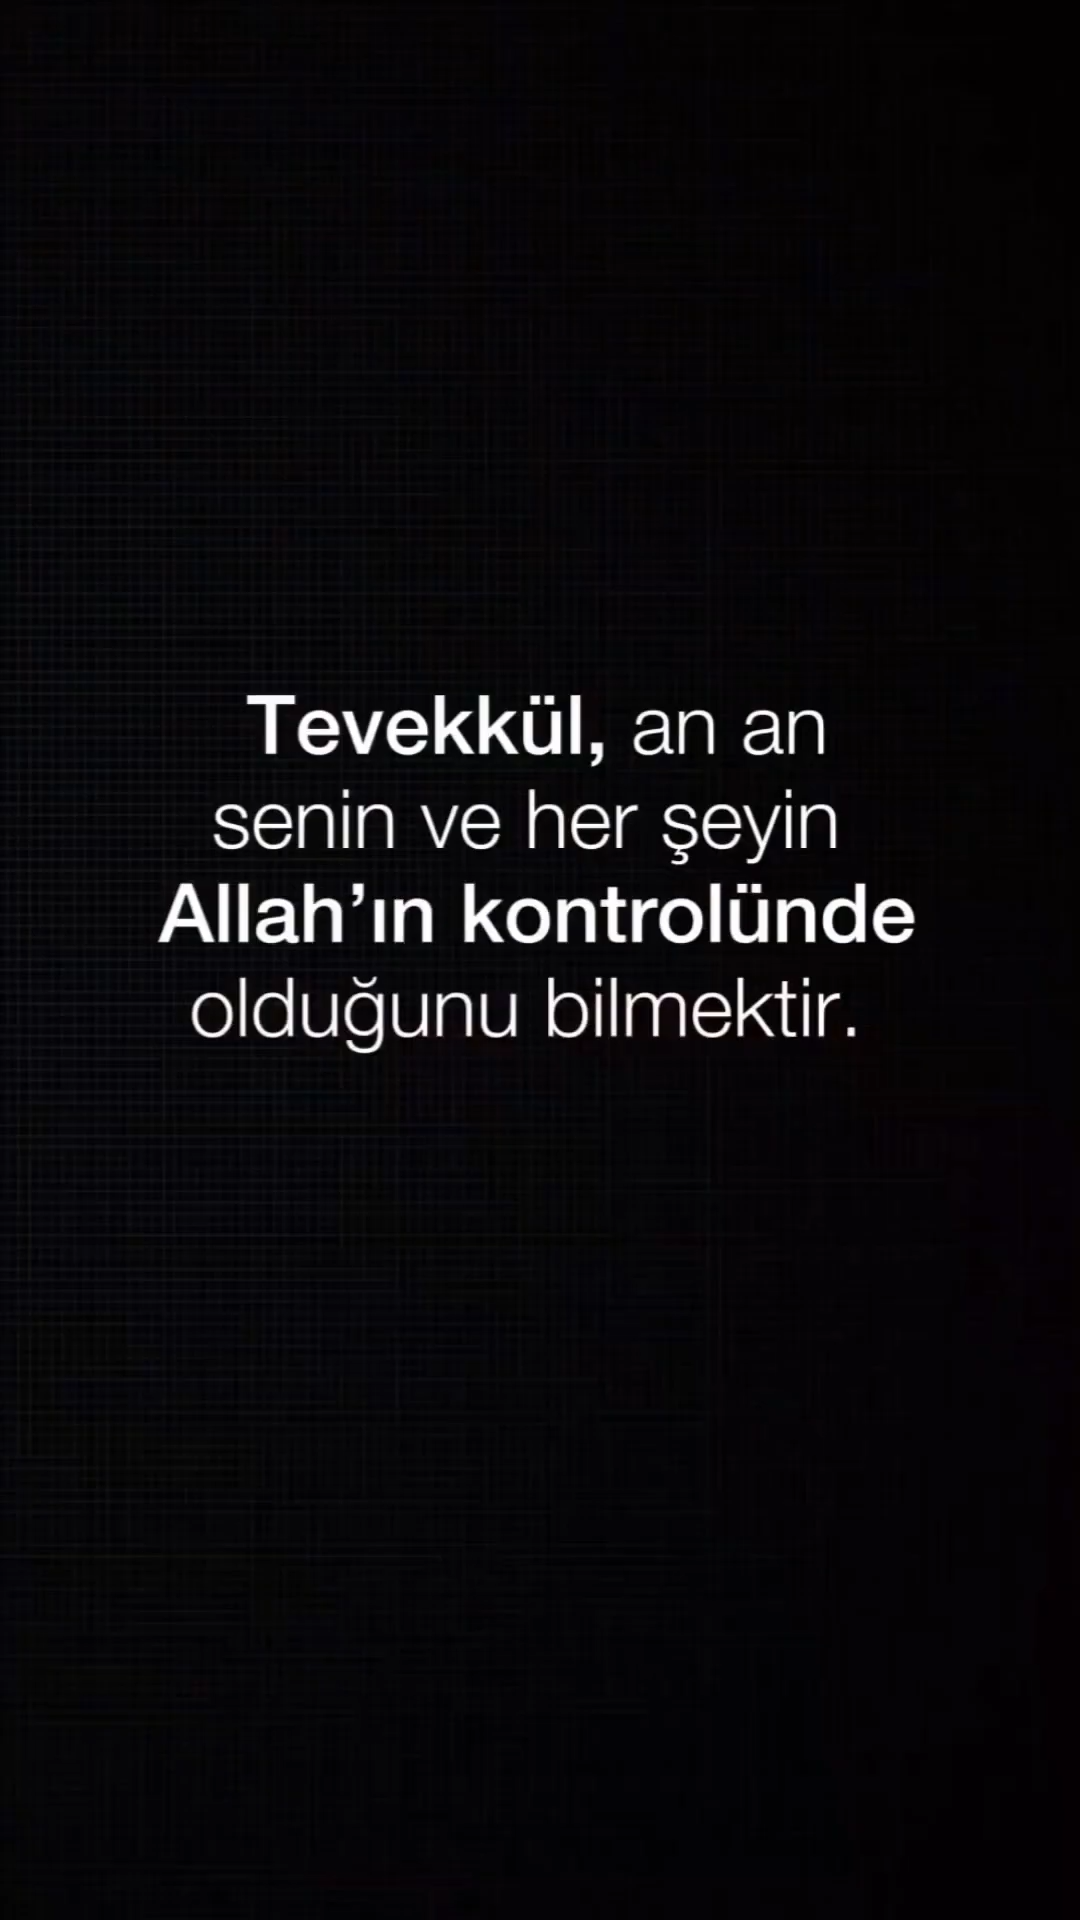 Tevekkül, an an
senin ve her şeyin
Allah’ın kontrolünde
olduğunu bilmektir.